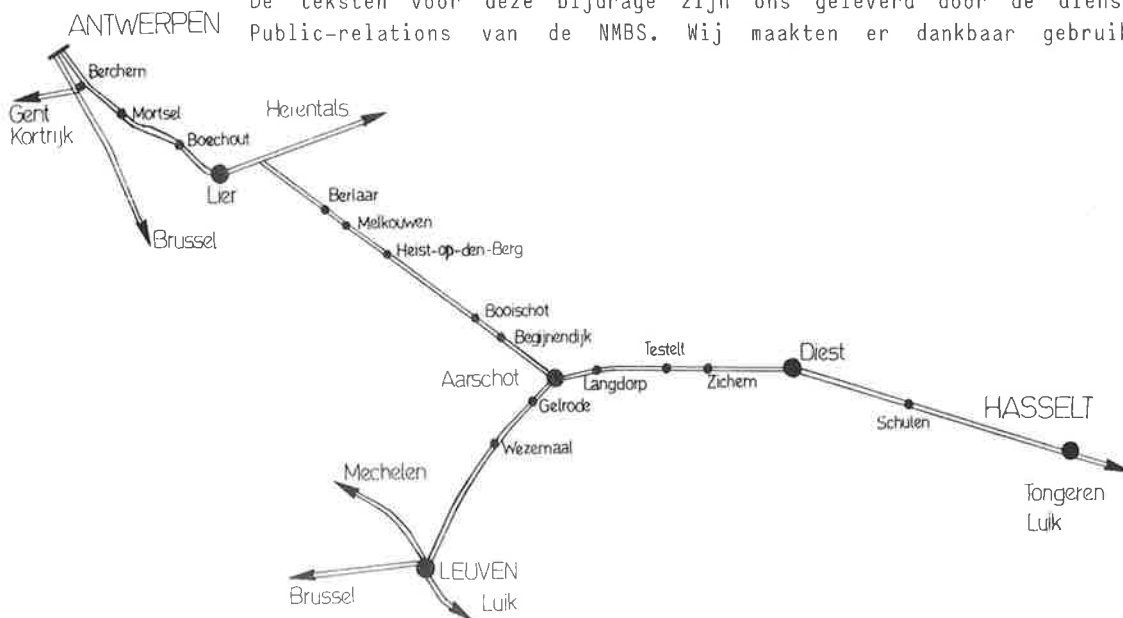 De teksten voor deze bijdrage zijn ons geleverd door de diens
Public-relations van de NMBS. Wij maakten er dankbaar gebruik
ANTWERPEN
Berchem
Gent
Kortrijk
Mortsel
Boechout
Herentals
Lier
Brussel
Berlaar
Melkouwen
Heist-op-den-Berg
Booischot
Begijnendijk
Aarschot
Langdorp
Testelt
Zichem
Diest
Schulen
HASSELT
Tongeren
Luik
Gelrode
Wezemaal
Mechelen
LEUVEN
Brussel
Luik